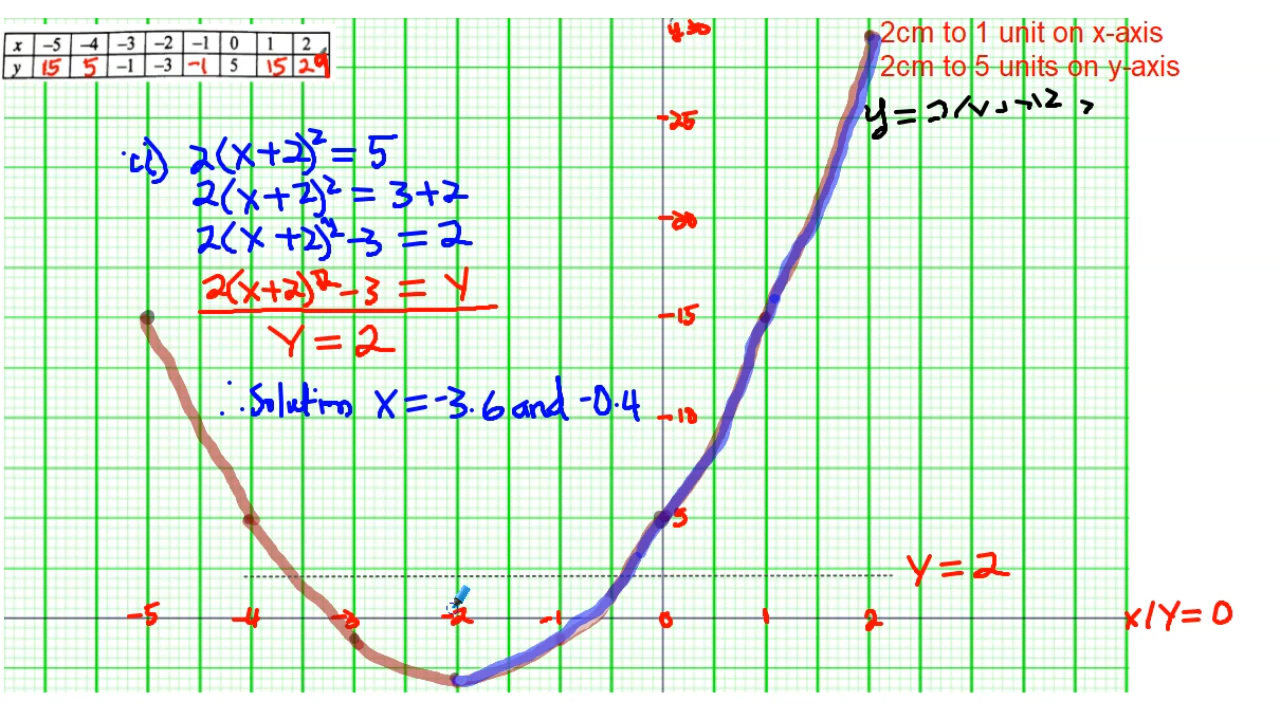 x -5 -4 -3 -2 -1 0 1 2
y 15 5 -1 -3 -1 5 15 29
2cm to 1 unit on x-axis
2cm to 5 units on y-axis
y =
c) 2(x+2)² = 5
2(x+2)² = 3+2
2(x+2)² -3 = 2
2(x+2)² -3 = Y
Y = 2
∴ Solution X = -3.6 and -0.4
y 30
-25
-20
-15
-10
5
Y = 2
-5 -4 -3 -2 -1 0 1 2
x/Y = 0